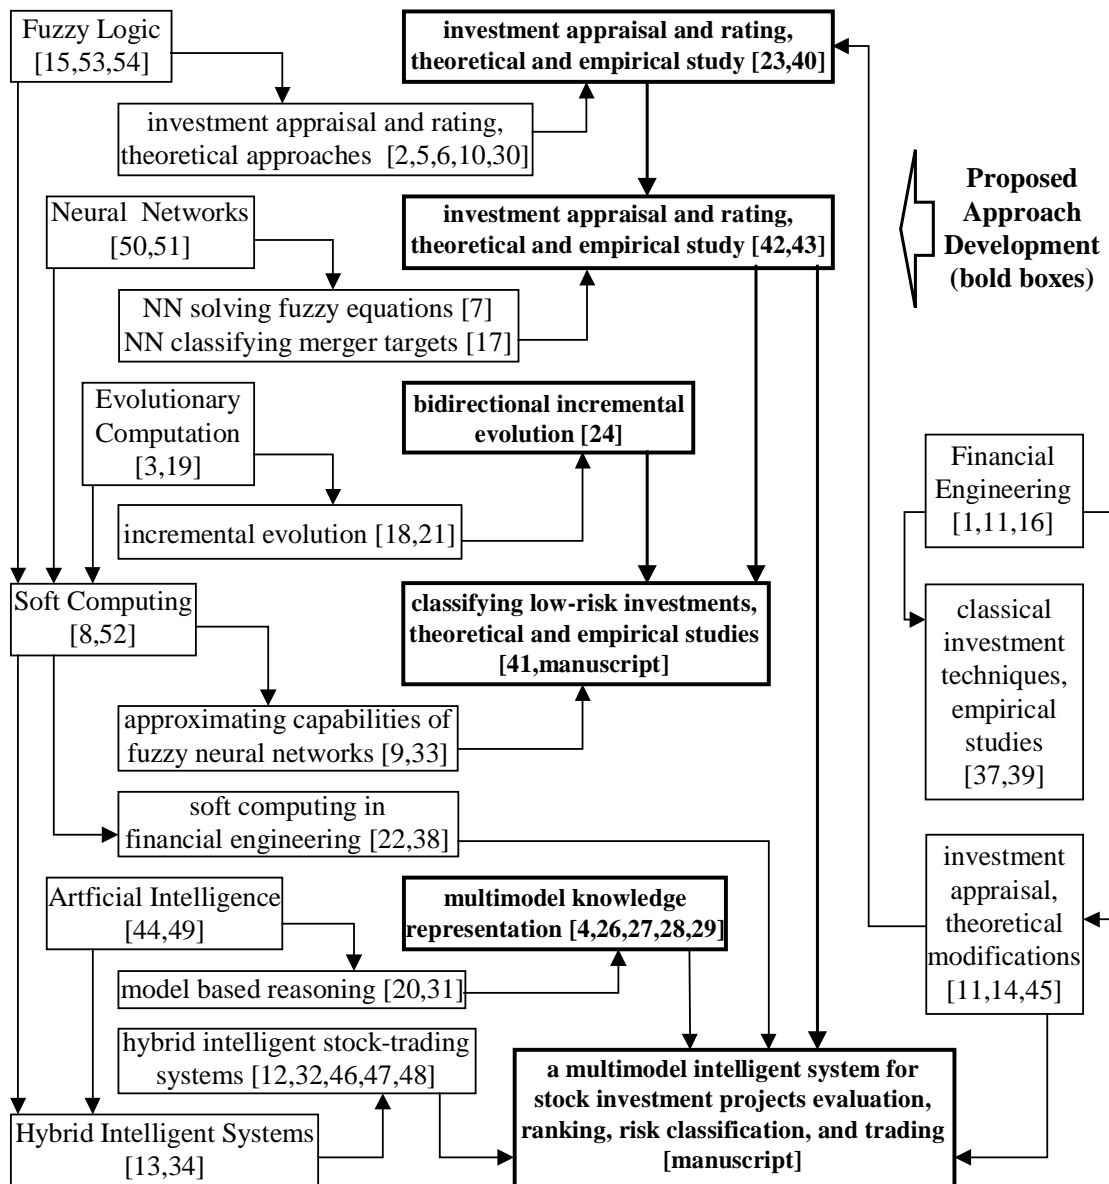 Fuzzy Logic
[15,53,54]
investment appraisal and rating,
theoretical and empirical study [23,40]
investment appraisal and rating,
theoretical approaches [2,5,6,10,30]
Proposed
Approach
Development
(bold boxes)
Neural Networks
[50,51]
investment appraisal and rating,
theoretical and empirical study [42,43]
NN solving fuzzy equations [7]
NN classifying merger targets [17]
Evolutionary
Computation
[3,19]
bidirectional incremental
evolution [24]
Financial
Engineering
[1,11,16]
incremental evolution [18,21]
Soft Computing
[8,52]
classifying low-risk investments,
theoretical and empirical studies
[41,manuscript]
classical
investment
techniques,
empirical
studies
[37,39]
approximating capabilities of
fuzzy neural networks [9,33]
soft computing in
financial engineering [22,38]
investment
appraisal,
theoretical
modifications
[11,14,45]
Artficial Intelligence
[44,49]
multimodel knowledge
representation [4,26,27,28,29]
model based reasoning [20,31]
hybrid intelligent stock-trading
systems [12,32,46,47,48]
a multimodel intelligent system for
stock investment projects evaluation,
ranking, risk classification, and trading
[manuscript]
Hybrid Intelligent Systems
[13,34]